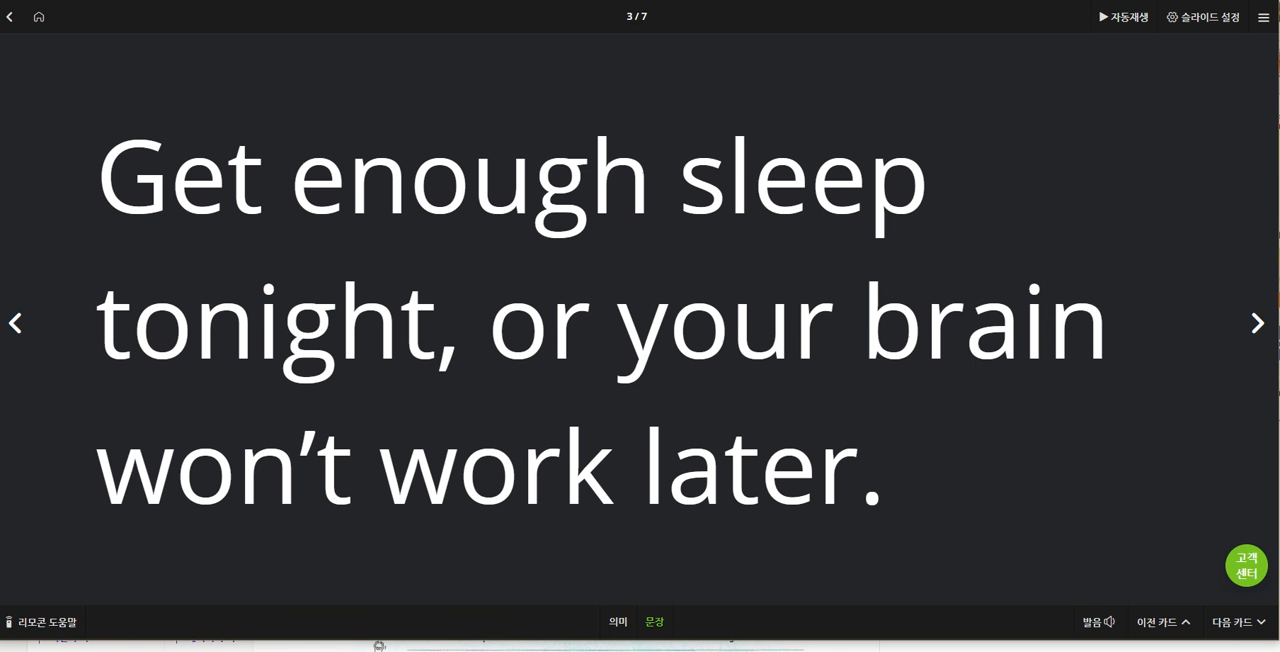 3 / 7
자동재생
슬라이드 설정
Get enough sleep
tonight, or your brain
won’t work later.
고객
센터
리모콘 도움말
의미
문장
발음
이전 카드
다음 카드